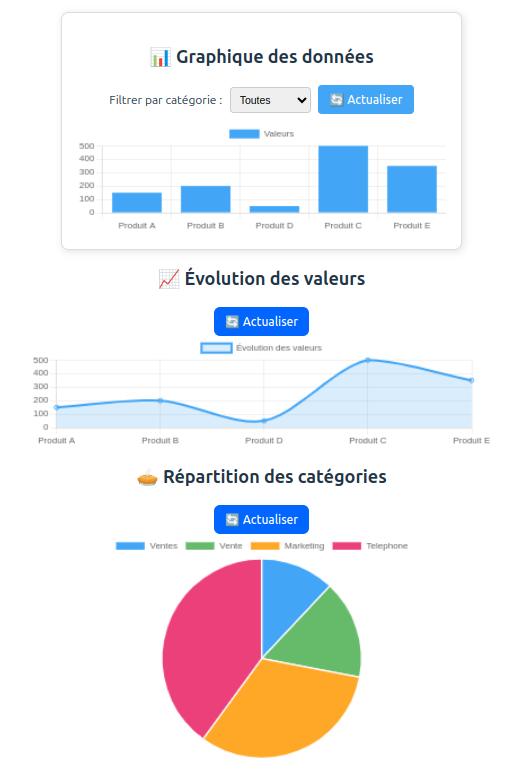 📊 Graphique des données
Filtrer par catégorie : Toutes 🔄 Actualiser
Valeurs
500
400
300
200
100
0
Produit A Produit B Produit D Produit C Produit E
📈 Évolution des valeurs
🔄 Actualiser
Évolution des valeurs
500
400
300
200
100
0
Produit A Produit B Produit D Produit C Produit E
🥧 Répartition des catégories
🔄 Actualiser
Ventes Vente Marketing Telephone